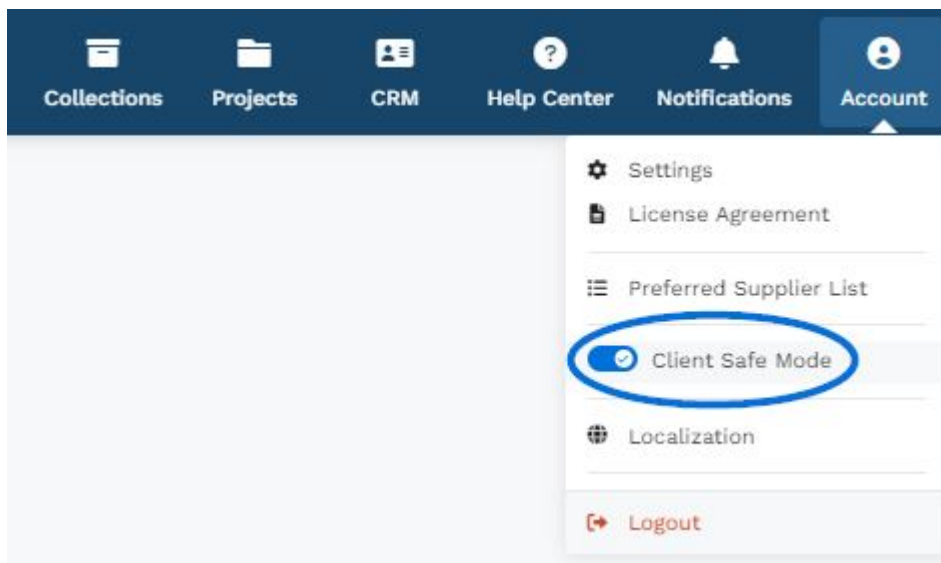 Collections Projects CRM Help Center Notifications Account
Settings
License Agreement
Preferred Supplier List
Client Safe Mode
Localization
Logout